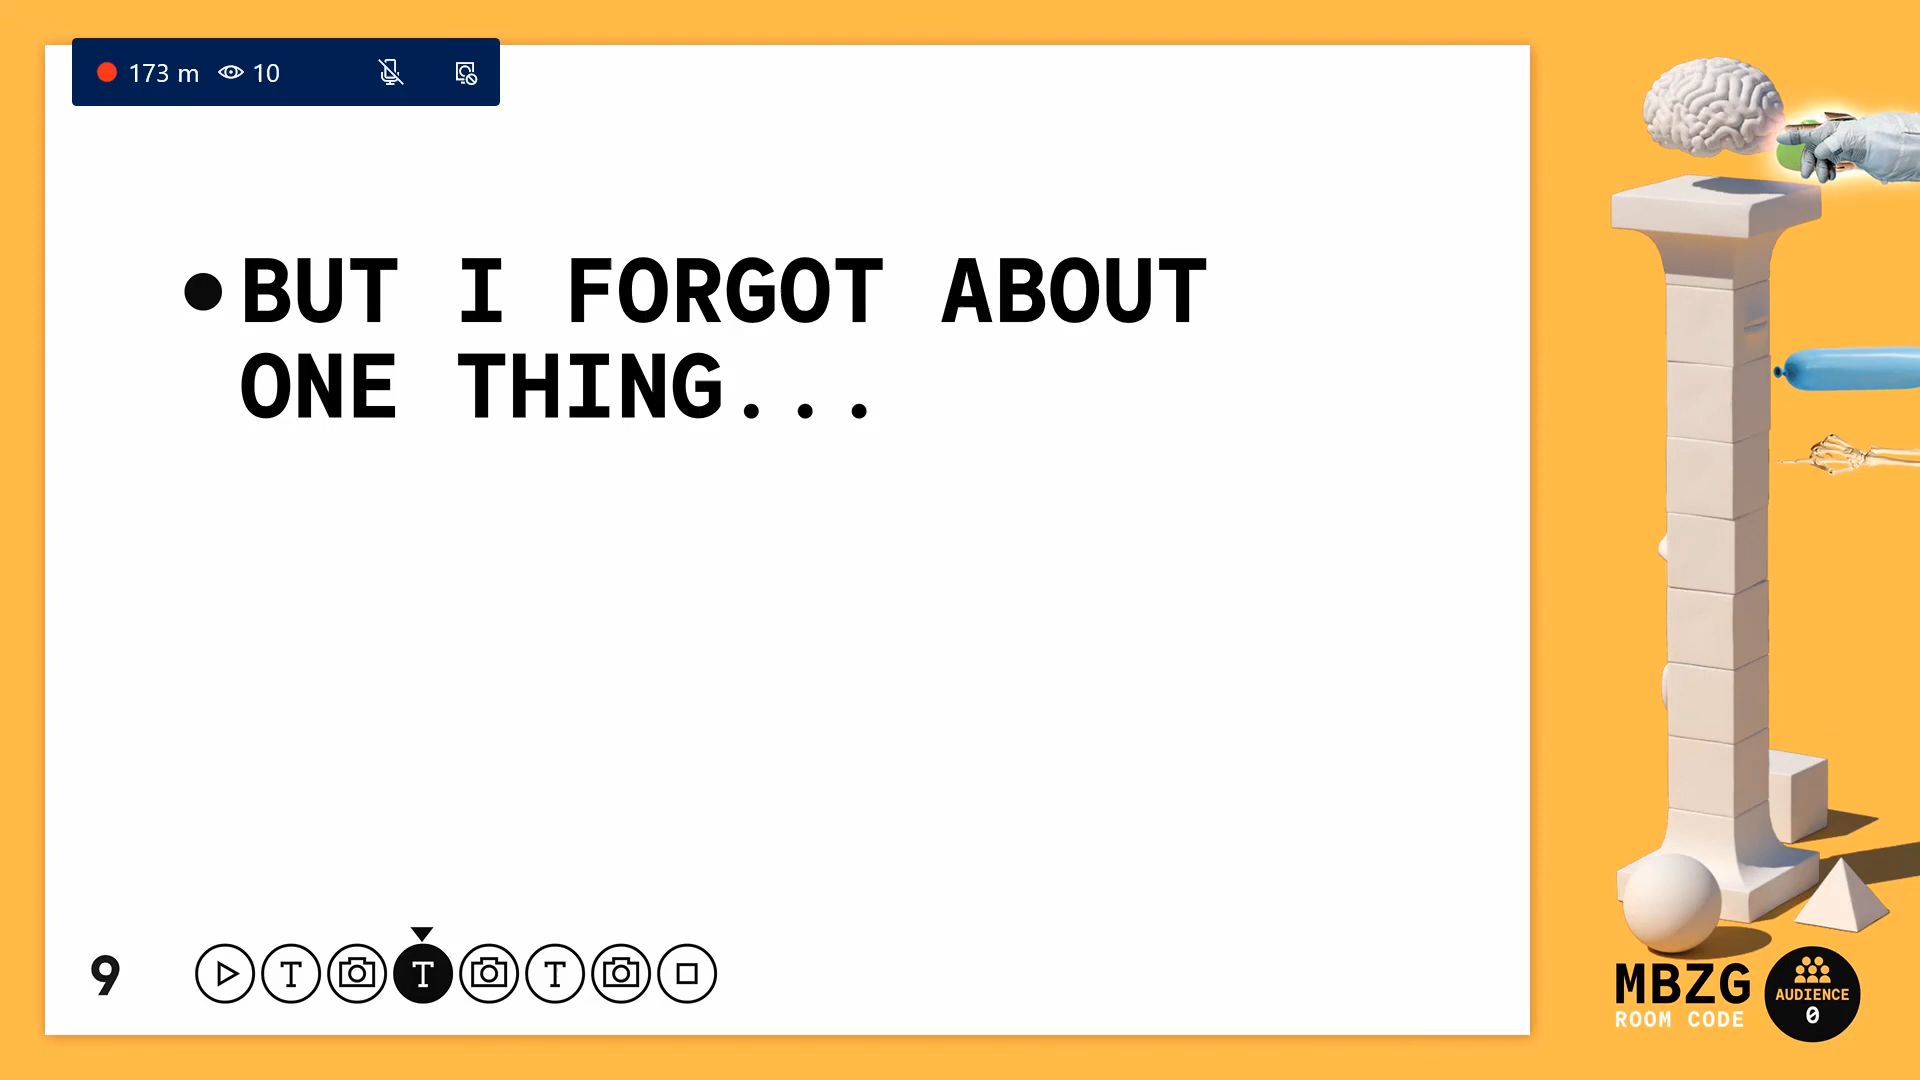 173 m 10
● BUT I FORGOT ABOUT
ONE THING...
9
T
T
T
MBZG
ROOM CODE
AUDIENCE
0